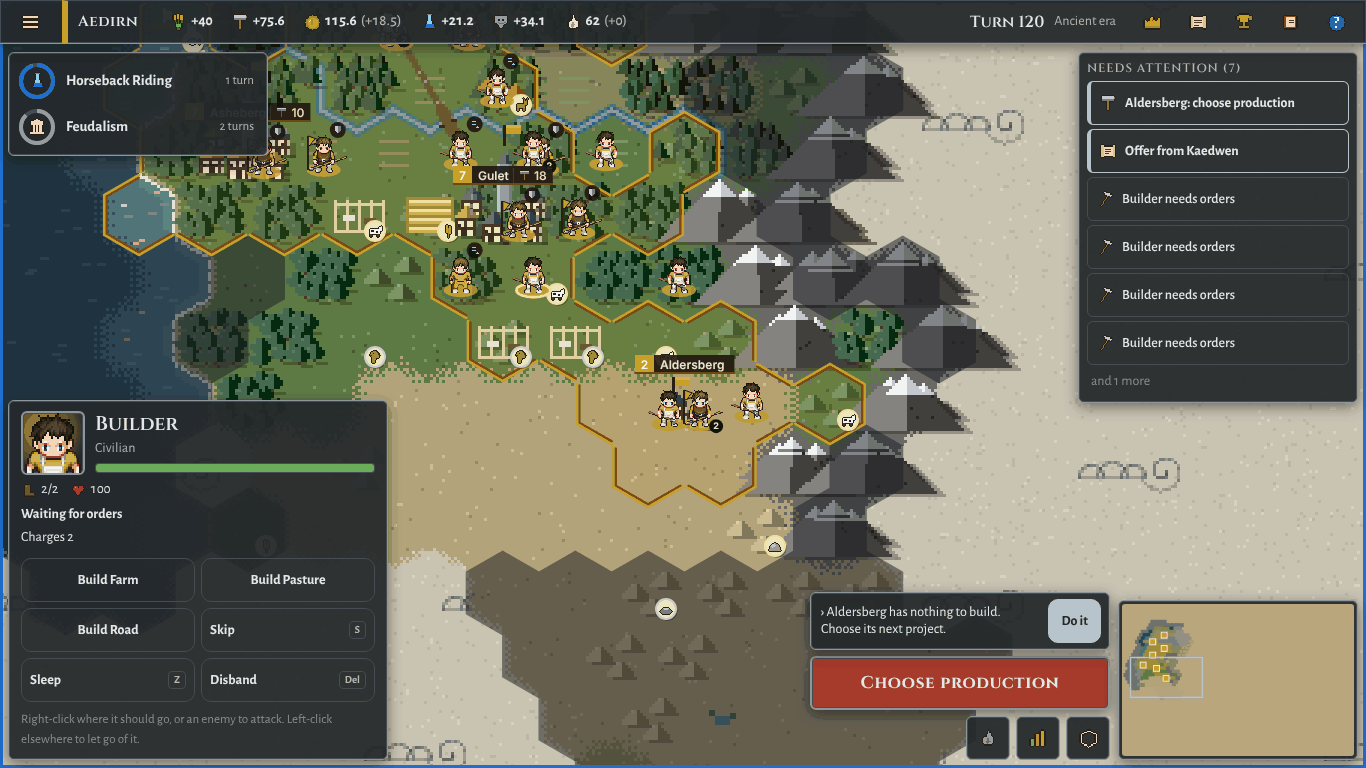 AEDIRN
+40
+75.6
115.6 (+18.5)
+21.2
+34.1
62 (+0)
TURN 120 Ancient era
Horseback Riding 1 turn
Feudalism 2 turns
10
7 Gulet 18
2
2 Aldersberg
2
NEEDS ATTENTION (7)
Aldersberg: choose production
Offer from Kaedwen
Builder needs orders
Builder needs orders
Builder needs orders
Builder needs orders
and 1 more
BUILDER
Civilian
2/2 100
Waiting for orders
Charges 2
Build Farm
Build Pasture
Build Road
Skip S
Sleep Z
Disband Del
Right-click where it should go, or an enemy to attack. Left-click
elsewhere to let go of it.
› Aldersberg has nothing to build.
Choose its next project.
Do it
CHOOSE PRODUCTION